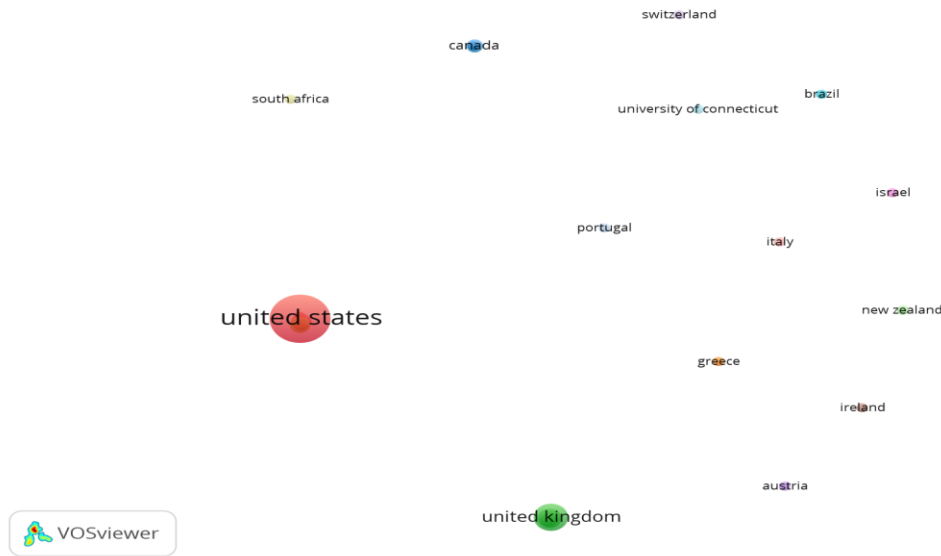 switzerland
canada
brazil
south africa
university of connecticut
israel
portugal
italy
new zealand
united states
greece
ireland
austria
united kingdom
VOSviewer